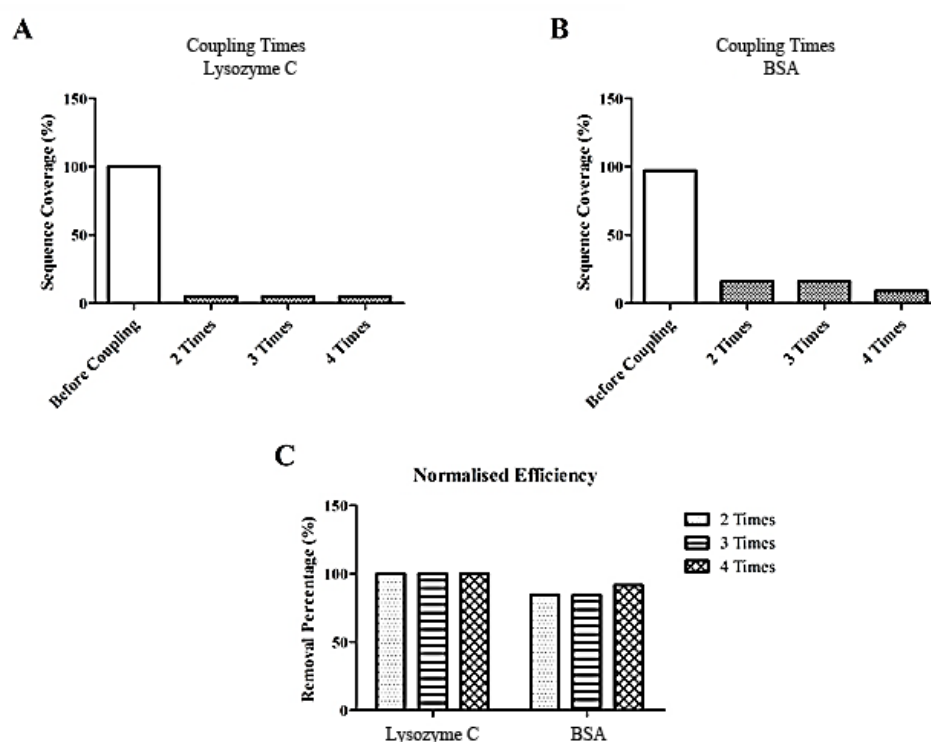 A
Coupling Times
Lysozyme C
Sequence Coverage (%)
150
100
50
0
Before Coupling
2 Times
3 Times
4 Times
B
Coupling Times
BSA
Sequence Coverage (%)
150
100
50
0
Before Coupling
2 Times
3 Times
4 Times
C
Normalised Efficiency
Removal Percentage (%)
150
100
50
0
Lysozyme C
BSA
2 Times
3 Times
4 Times